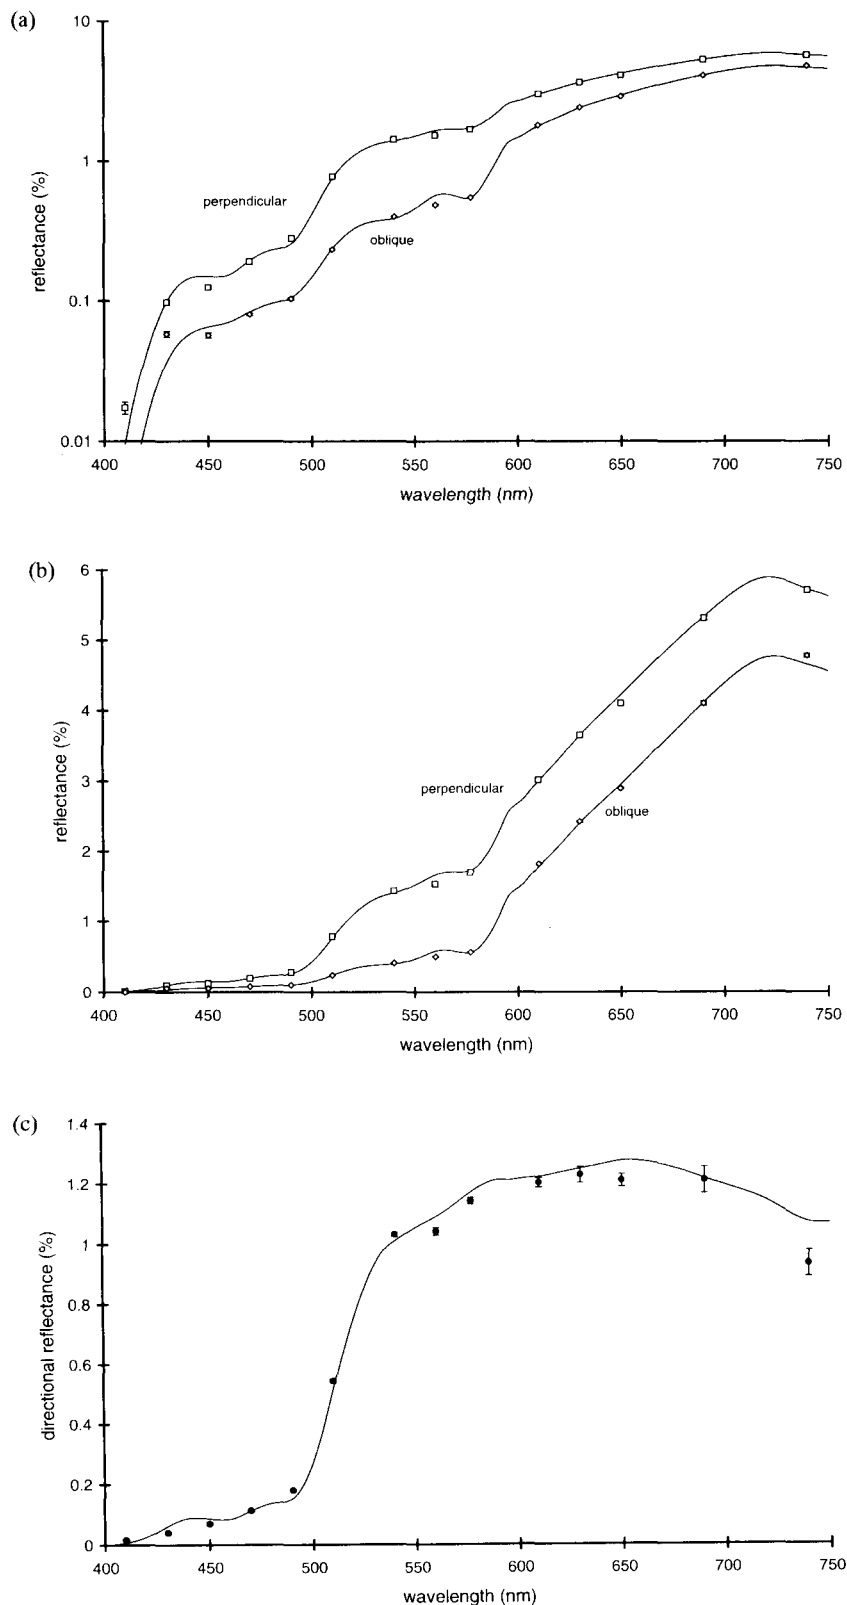 (a)
10
1
0.1
0.01
reflectance (%)
perpendicular
oblique
400 450 500 550 600 650 700 750
wavelength (nm)
(b)
6
5
4
3
2
1
0
reflectance (%)
perpendicular
oblique
400 450 500 550 600 650 700 750
wavelength (nm)
(c)
1.4
1.2
1
0.8
0.6
0.4
0.2
0
directional reflectance (%)
400 450 500 550 600 650 700 750
wavelength (nm)